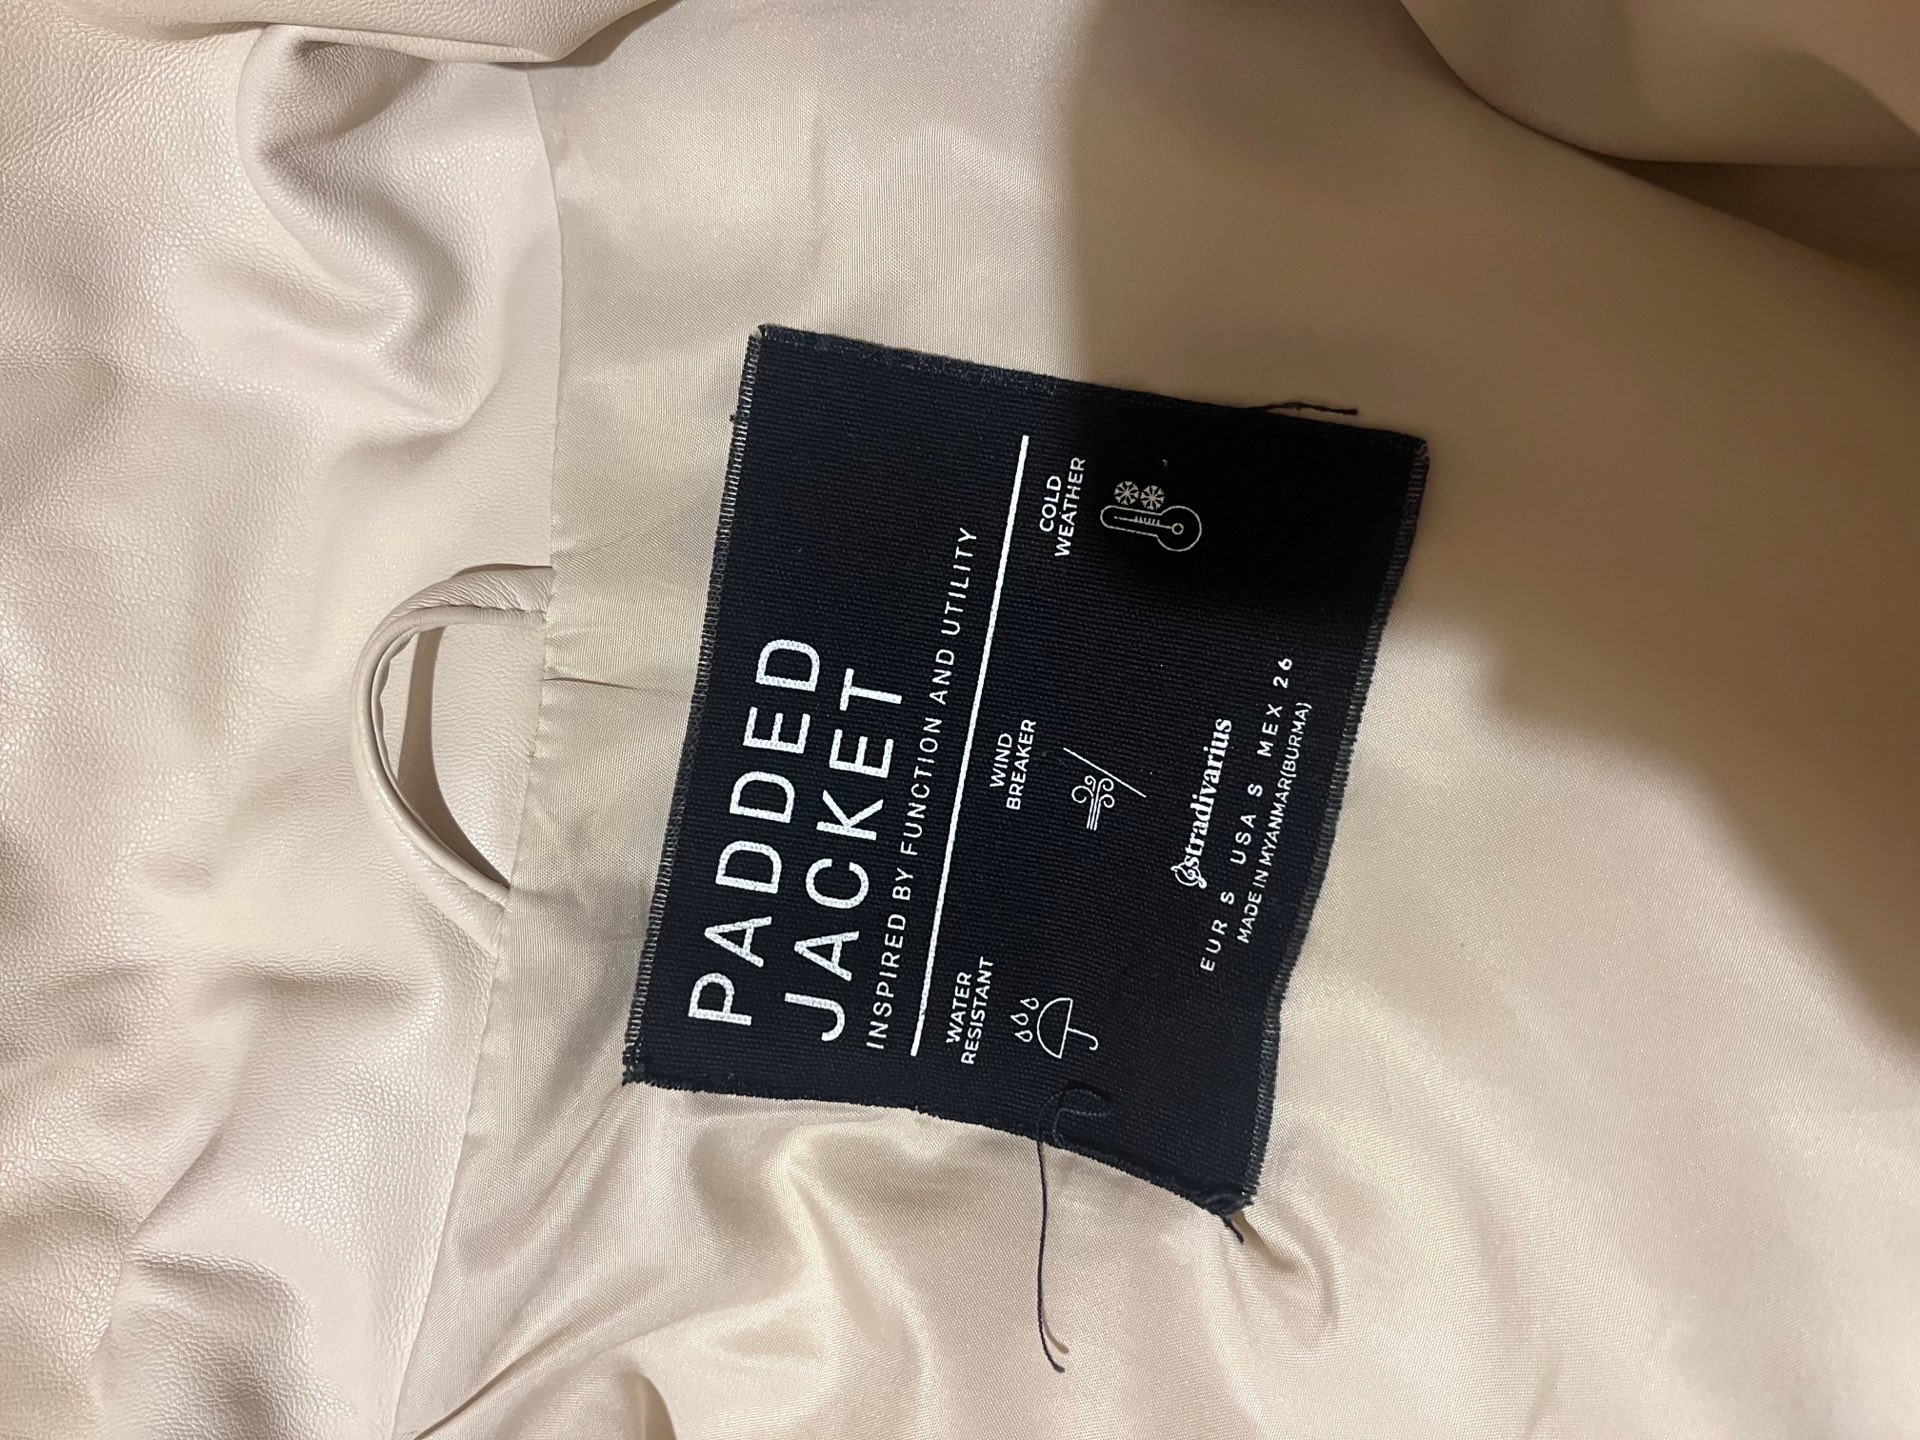 PADDED
JACKET
INSPIRED BY FUNCTION AND UTILITY
WATER
RESISTANT
WIND
BREAKER
COLD
WEATHER
stradivarius
EUR S USA S MEX 26
MADE IN MYANMAR(BURMA)